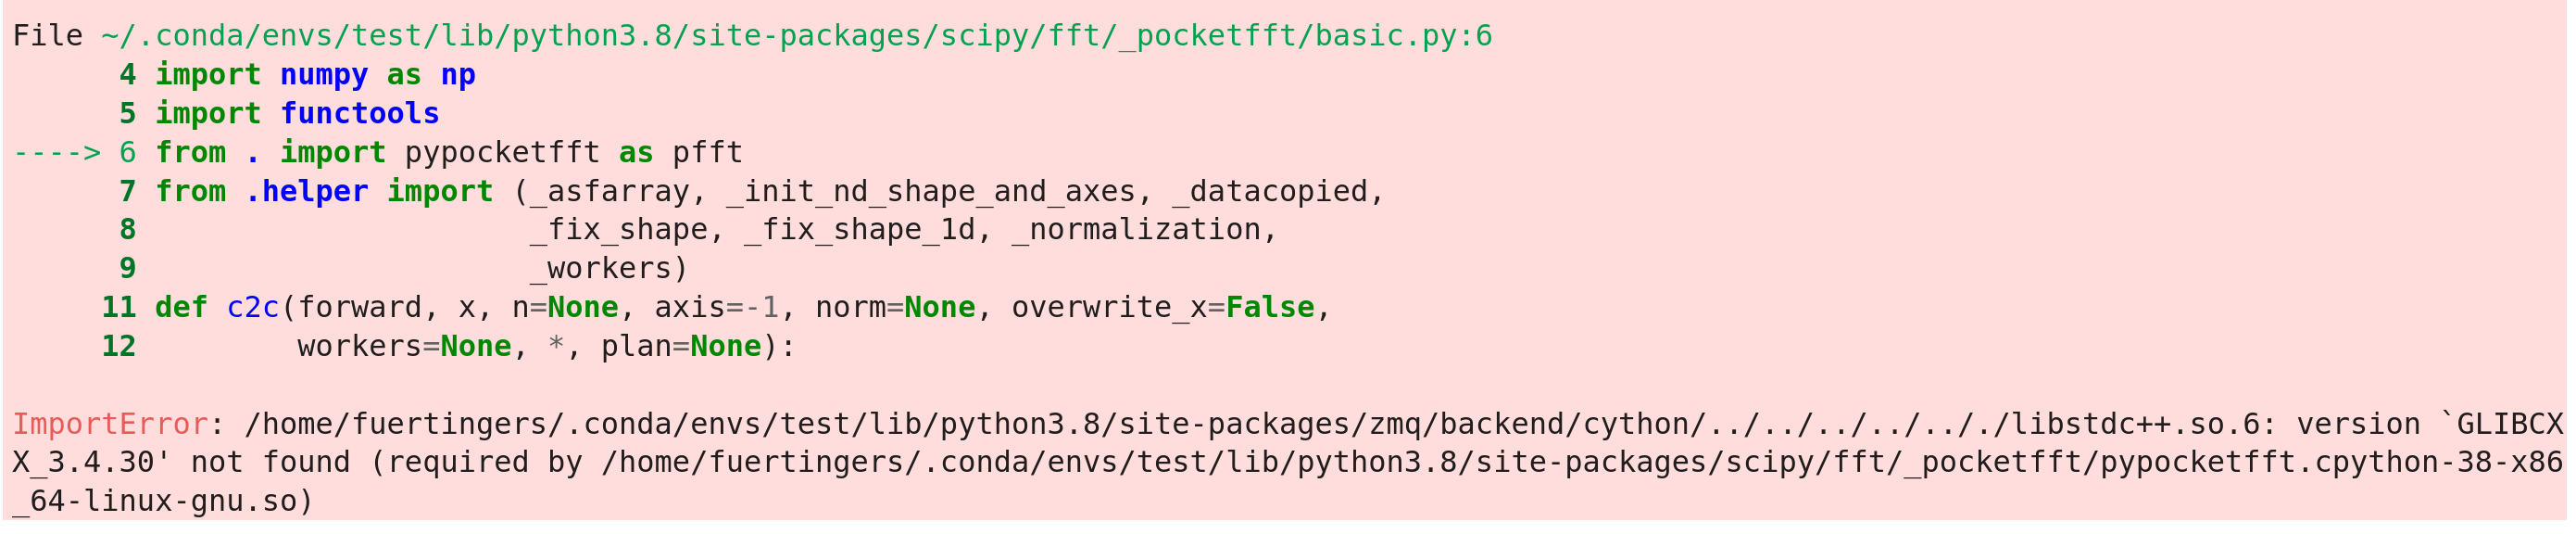 File ~/.conda/envs/test/lib/python3.8/site-packages/scipy/fft/_pocketfft/basic.py:6
      4 import numpy as np
      5 import functools
----> 6 from . import pypocketfft as pfft
      7 from .helper import (_asfarray, _init_nd_shape_and_axes, _datacopied,
      8                      _fix_shape, _fix_shape_1d, _normalization,
      9                      _workers)
     11 def c2c(forward, x, n=None, axis=-1, norm=None, overwrite_x=False,
     12         workers=None, *, plan=None):
ImportError: /home/fuertingers/.conda/envs/test/lib/python3.8/site-packages/zmq/backend/cython/../../../../.././libstdc++.so.6: version `GLIBCX
X_3.4.30' not found (required by /home/fuertingers/.conda/envs/test/lib/python3.8/site-packages/scipy/fft/_pocketfft/pypocketfft.cpython-38-x86
_64-linux-gnu.so)